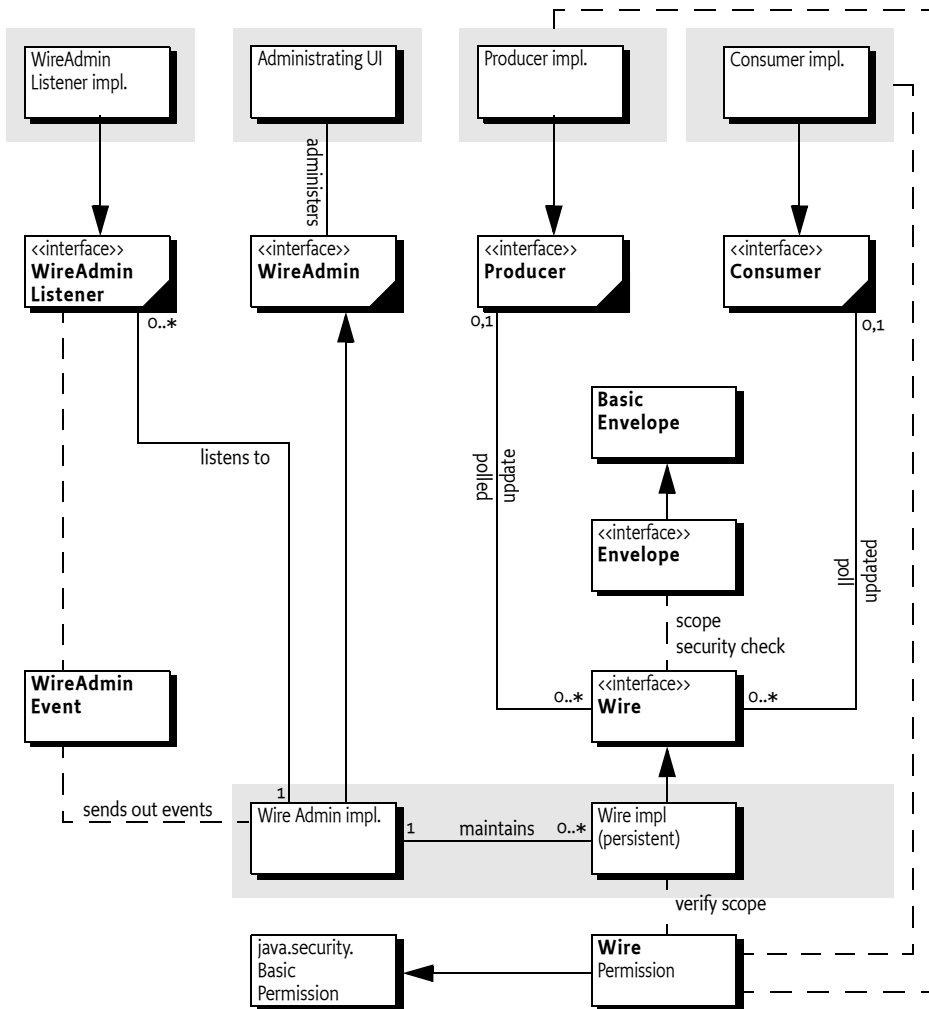 WireAdmin
Listener impl.
Administrating UI
Producer impl.
Consumer impl.
administers
<<interface>>
WireAdmin
Listener
<<interface>>
WireAdmin
<<interface>>
Producer
<<interface>>
Consumer
0..*
0,1
0,1
Basic
Envelope
listens to
polled
update
<<interface>>
Envelope
poll
updated
scope
security check
WireAdmin
Event
<<interface>>
Wire
0..*
0..*
sends out events
1
Wire Admin impl.
1
maintains
0..*
Wire impl
(persistent)
verify scope
java.security.
Basic
Permission
Wire
Permission